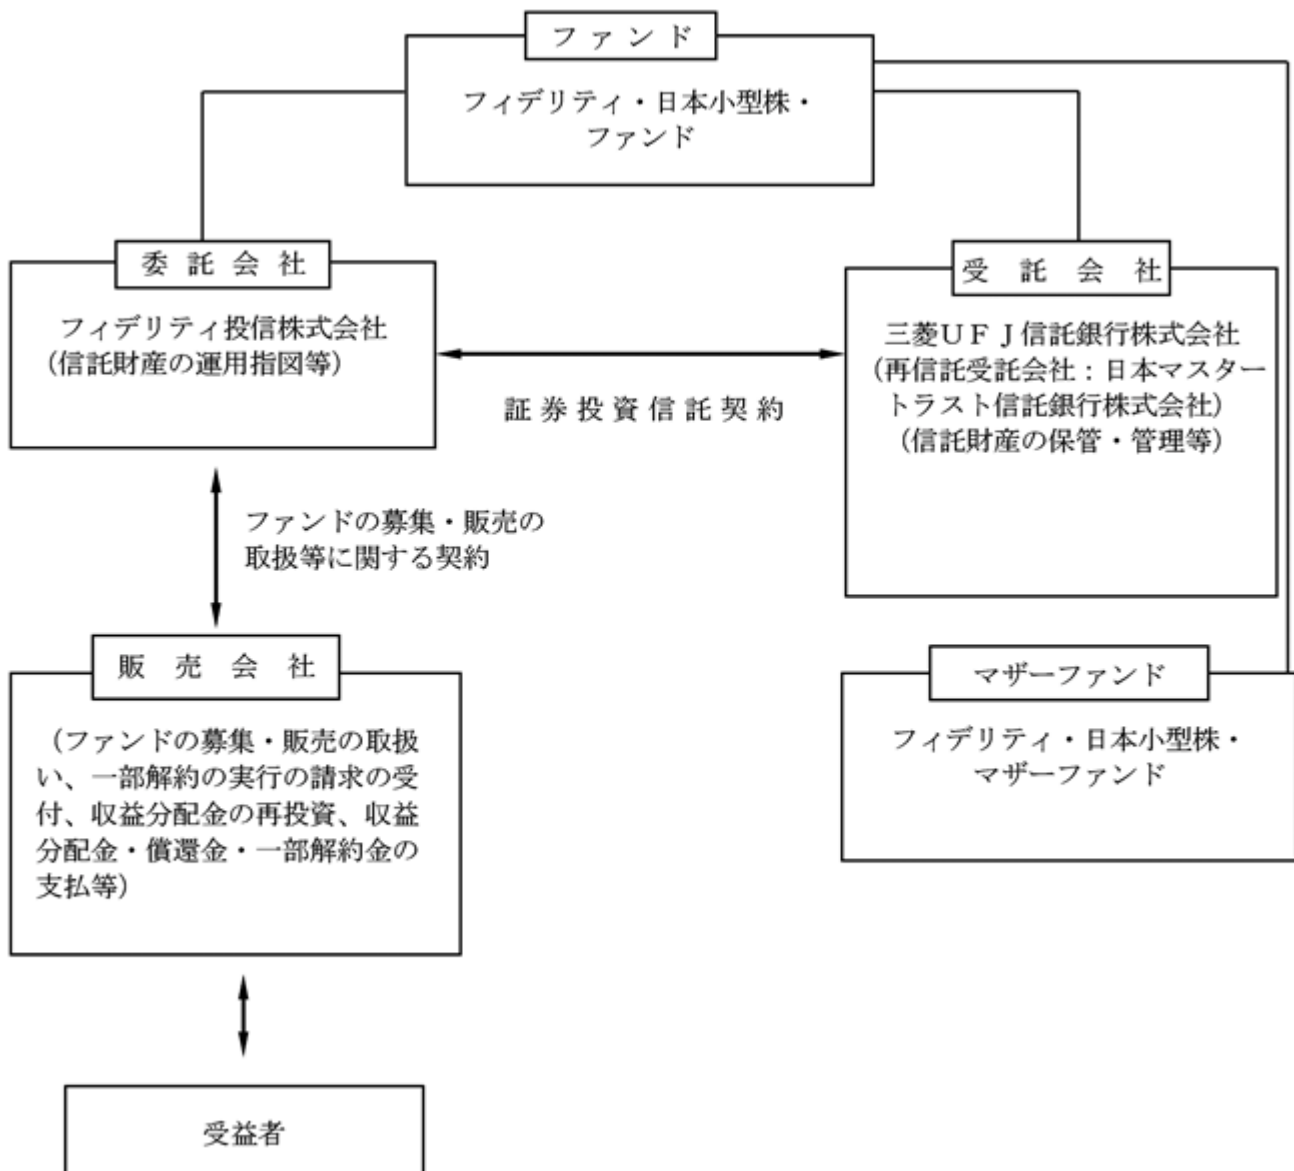 ファンド
フィデリティ・日本小型株・
ファンド
委託会社
フィデリティ投信株式会社
(信託財産の運用指図等)
受託会社
三菱ＵＦＪ信託銀行株式会社
(再信託受託会社：日本マスター
トラスト信託銀行株式会社)
(信託財産の保管・管理等)
証券投資信託契約
ファンドの募集・販売の
取扱等に関する契約
販売会社
(ファンドの募集・販売の取扱
い、一部解約の実行の請求の受
付、収益分配金の再投資、収益
分配金・償還金・一部解約金の
支払等)
マザーファンド
フィデリティ・日本小型株・
マザーファンド
受益者